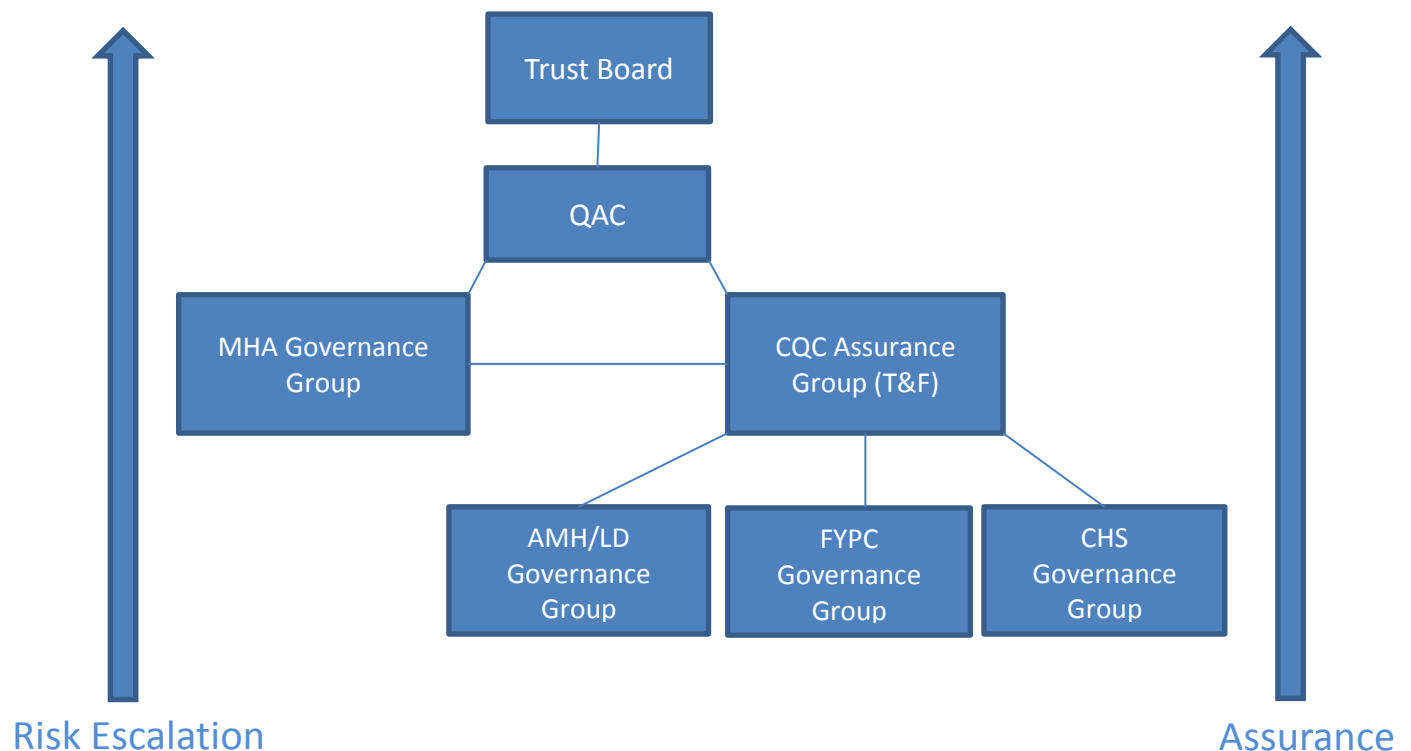 Trust Board
QAC
MHA Governance
Group
CQC Assurance
Group (T&F)
AMH/LD
Governance
Group
FYPC
Governance
Group
CHS
Governance
Group
Risk Escalation
Assurance